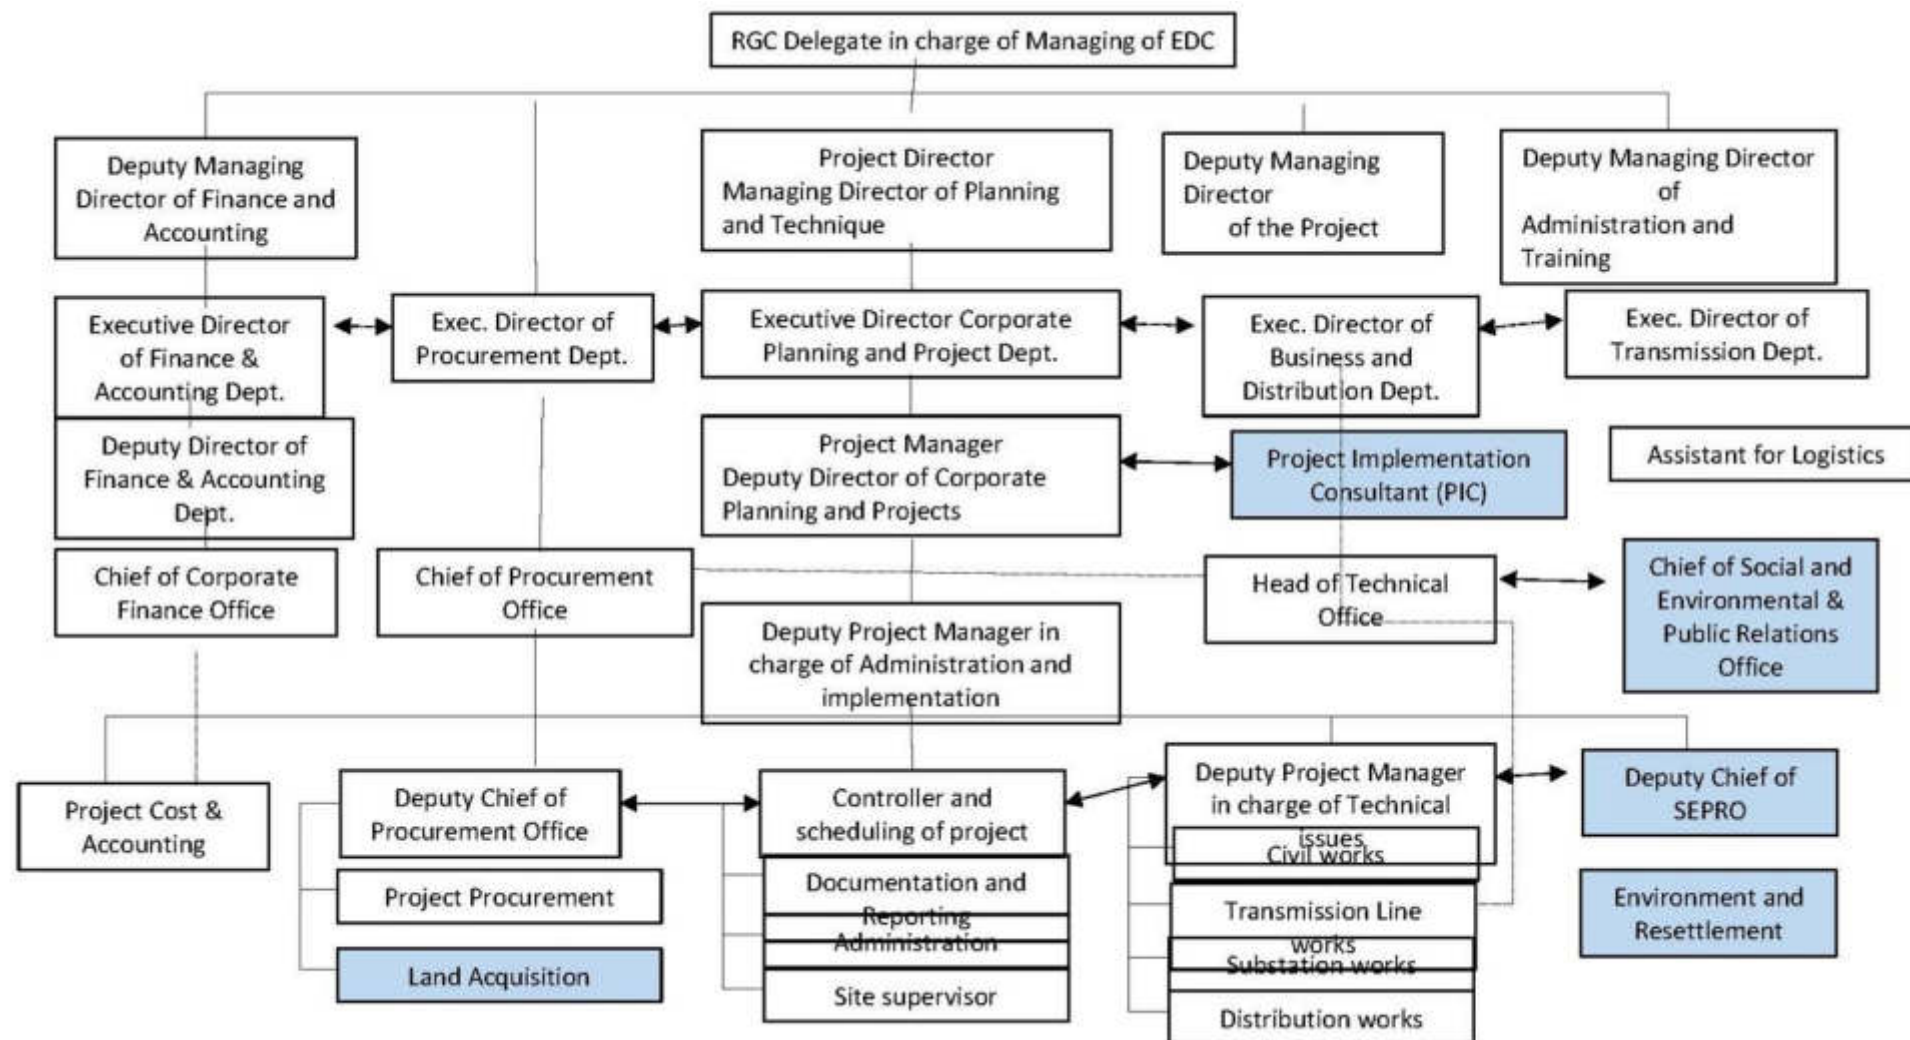 RGC Delegate in charge of Managing of EDC
Deputy Managing
Director of Finance and
Accounting
Project Director
Managing Director of Planning
and Technique
Deputy Managing
Director
of the Project
Deputy Managing Director
of
Administration and
Training
Executive Director
of Finance &
Accounting Dept.
Exec. Director of
Procurement Dept.
Executive Director Corporate
Planning and Project Dept.
Exec. Director of
Business and
Distribution Dept.
Exec. Director of
Transmission Dept.
Deputy Director of
Finance & Accounting
Dept.
Project Manager
Deputy Director of Corporate
Planning and Projects
Project Implementation
Consultant (PIC)
Assistant for Logistics
Chief of Corporate
Finance Office
Chief of Procurement
Office
Deputy Project Manager in
charge of Administration and
implementation
Head of Technical
Office
Chief of Social and
Environmental &
Public Relations
Office
Project Cost &
Accounting
Deputy Chief of
Procurement Office
Project Procurement
Land Acquisition
Controller and
scheduling of project
Documentation and
Reporting
Administration
Site supervisor
Deputy Project Manager
in charge of Technical
issues
Civil works
Transmission Line
works
Substation works
Distribution works
Deputy Chief of
SEPRO
Environment and
Resettlement